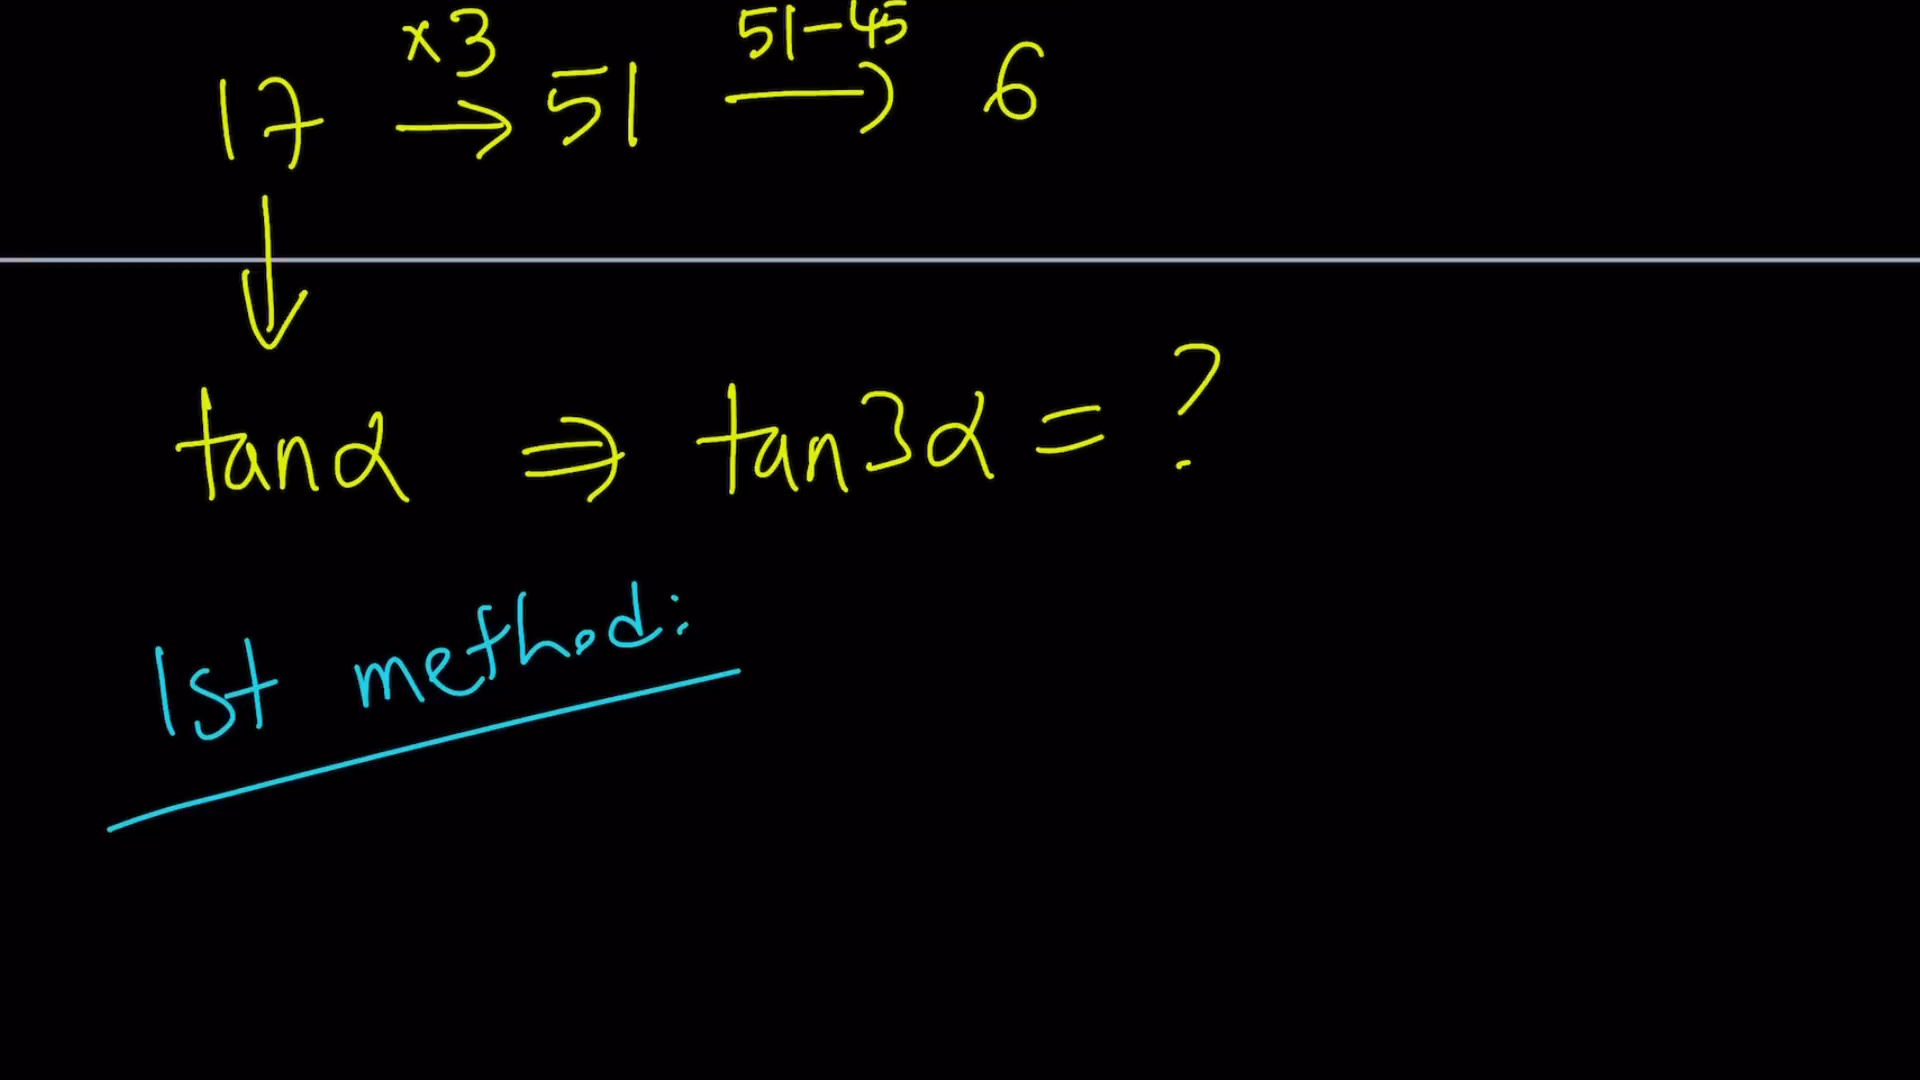 ×3 51-45
17 → 51 → 6
↓
tanα ⇒ tan3α = ?
1st method: